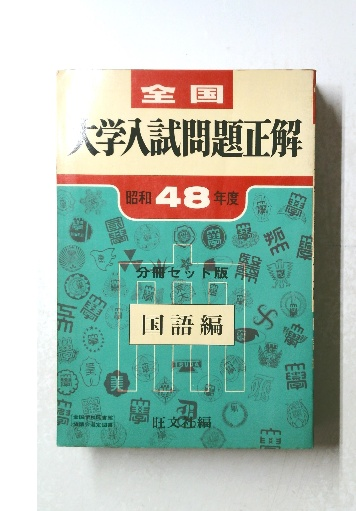 全国
大学入試問題正解
昭和48年度
分冊セット版
国語編
旺文社編